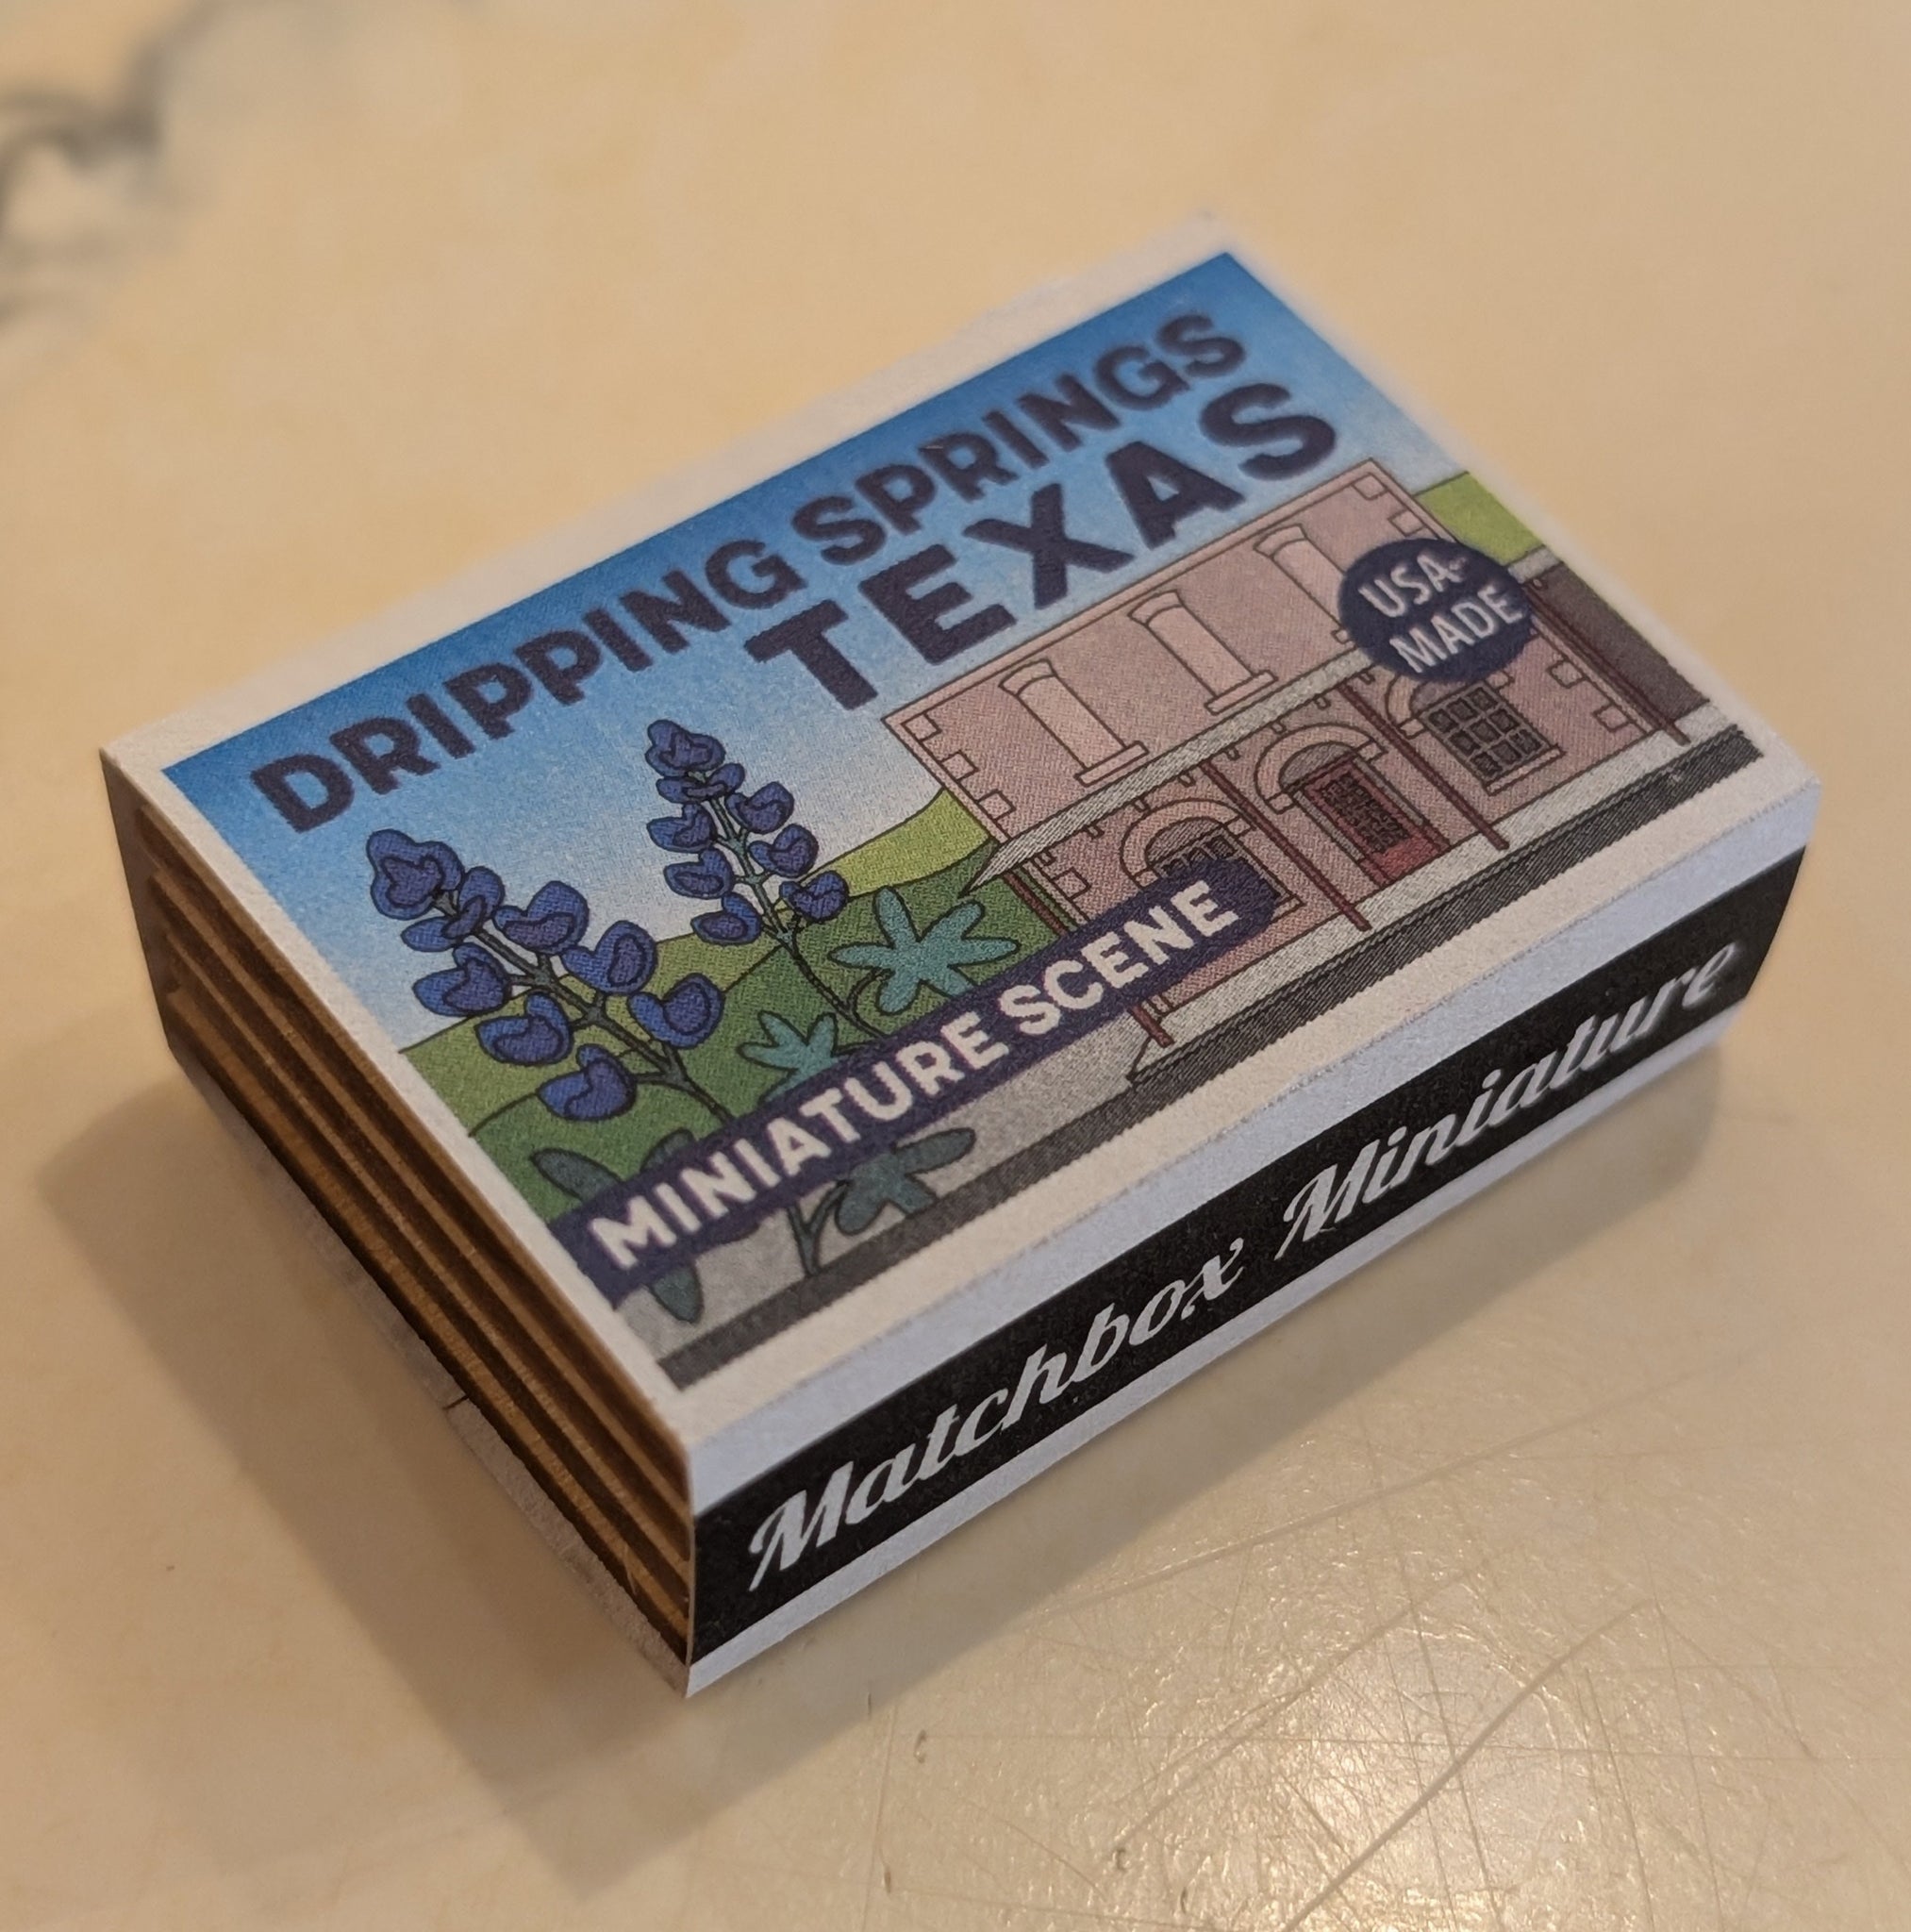 DRIPPING SPRINGS
TEXAS
USA-
MADE
MINIATURE SCENE
Matchbox Miniature